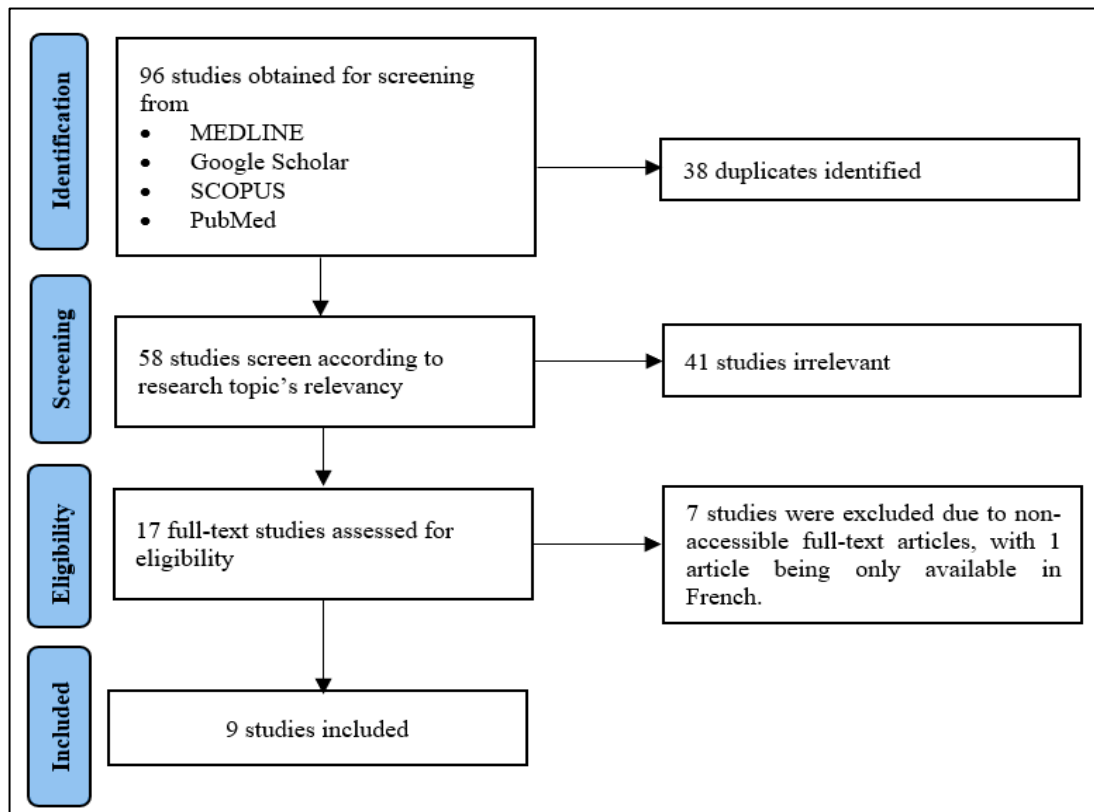 Identification
96 studies obtained for screening
from
• MEDLINE
• Google Scholar
• SCOPUS
• PubMed
38 duplicates identified
Screening
58 studies screen according to
research topic’s relevancy
41 studies irrelevant
Eligibility
17 full-text studies assessed for
eligibility
7 studies were excluded due to non-
accessible full-text articles, with 1
article being only available in
French.
Included
9 studies included